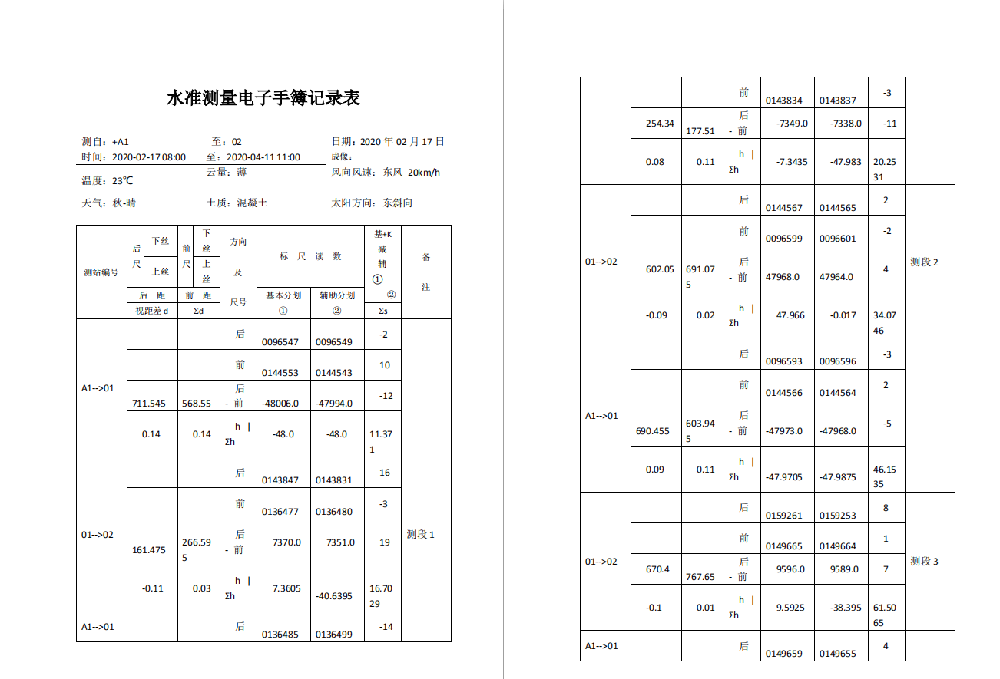 水准测量电子手簿记录表
测自：+A1 至：02 日期：2020 年 02 月 17 日
时间：2020-02-17 08:00 至：2020-04-11 11:00 成像：
温度：23℃ 云量：薄 风向风速：东风 20km/h
天气：秋-晴 土质：混凝土 太阳方向：东斜向
测站编号 后尺 下丝 前尺 下丝 方向及尺号 标 尺 读 数 基+K减辅①－② 备注
上丝 上丝
后 距 前 距 基本分划① 辅助分划②
视距差 d Σd Σs
A1-->01 后 0096547 0096549 -2
前 0144553 0144543 10
711.545 568.55 后- 前 -48006.0 -47994.0 -12
0.14 0.14 h | Σh -48.0 -48.0 11.371
01-->02 后 0143847 0143831 16 测段 1
前 0136477 0136480 -3
161.475 266.595 后- 前 7370.0 7351.0 19
-0.11 0.03 h | Σh 7.3605 -40.6395 16.7029
A1-->01 后 0136485 0136499 -14
前 0143834 0143837 -3
254.34 177.51 后- 前 -7349.0 -7338.0 -11
0.08 0.11 h | Σh -7.3435 -47.983 20.2531
01-->02 后 0144567 0144565 2 测段 2
前 0096599 0096601 -2
602.05 691.075 后- 前 47968.0 47964.0 4
-0.09 0.02 h | Σh 47.966 -0.017 34.0746
A1-->01 后 0096593 0096596 -3
前 0144566 0144564 2
690.455 603.945 后- 前 -47973.0 -47968.0 -5
0.09 0.11 h | Σh -47.9705 -47.9875 46.1535
01-->02 后 0159261 0159253 8 测段 3
前 0149665 0149664 1
670.4 767.65 后- 前 9596.0 9589.0 7
-0.1 0.01 h | Σh 9.5925 -38.395 61.5065
A1-->01 后 0149659 0149655 4